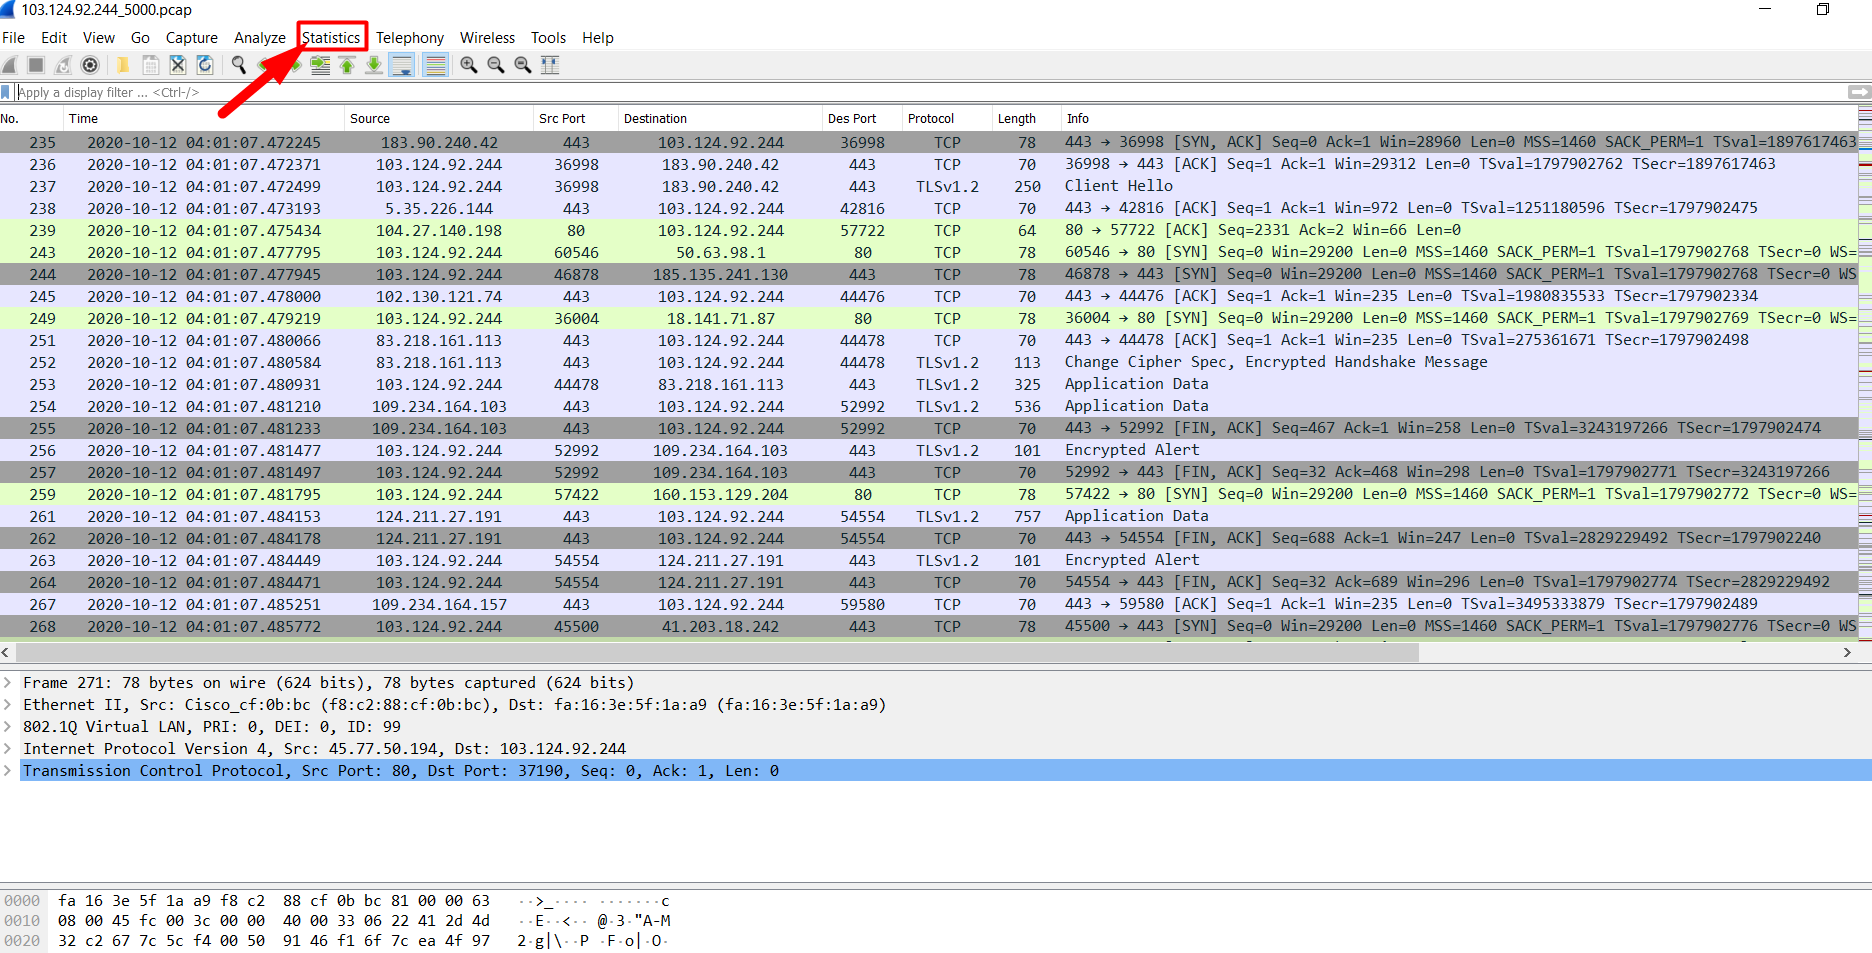 103.124.92.244_5000.pcap
File Edit View Go Capture Analyze Statistics Telephony Wireless Tools Help
Apply a display filter ... <Ctrl-/>
No. Time Source Src Port Destination Des Port Protocol Length Info
235 2020-10-12 04:01:07.472245 183.90.240.42 443 103.124.92.244 36998 TCP 78 443 → 36998 [SYN, ACK] Seq=0 Ack=1 Win=28960 Len=0 MSS=1460 SACK_PERM=1 TSval=1897617463
236 2020-10-12 04:01:07.472371 103.124.92.244 36998 183.90.240.42 443 TCP 70 36998 → 443 [ACK] Seq=1 Ack=1 Win=29312 Len=0 TSval=1797902762 TSecr=1897617463
237 2020-10-12 04:01:07.472499 103.124.92.244 36998 183.90.240.42 443 TLSv1.2 250 Client Hello
238 2020-10-12 04:01:07.473193 5.35.226.144 443 103.124.92.244 42816 TCP 70 443 → 42816 [ACK] Seq=1 Ack=1 Win=972 Len=0 TSval=1251180596 TSecr=1797902475
239 2020-10-12 04:01:07.475434 104.27.140.198 80 103.124.92.244 57722 TCP 64 80 → 57722 [ACK] Seq=2331 Ack=2 Win=66 Len=0
243 2020-10-12 04:01:07.477795 103.124.92.244 60546 50.63.98.1 80 TCP 78 60546 → 80 [SYN] Seq=0 Win=29200 Len=0 MSS=1460 SACK_PERM=1 TSval=1797902768 TSecr=0 WS=
244 2020-10-12 04:01:07.477945 103.124.92.244 46878 185.135.241.130 443 TCP 78 46878 → 443 [SYN] Seq=0 Win=29200 Len=0 MSS=1460 SACK_PERM=1 TSval=1797902768 TSecr=0 WS
245 2020-10-12 04:01:07.478000 102.130.121.74 443 103.124.92.244 44476 TCP 70 443 → 44476 [ACK] Seq=1 Ack=1 Win=235 Len=0 TSval=1980835533 TSecr=1797902334
249 2020-10-12 04:01:07.479219 103.124.92.244 36004 18.141.71.87 80 TCP 78 36004 → 80 [SYN] Seq=0 Win=29200 Len=0 MSS=1460 SACK_PERM=1 TSval=1797902769 TSecr=0 WS=
251 2020-10-12 04:01:07.480066 83.218.161.113 443 103.124.92.244 44478 TCP 70 443 → 44478 [ACK] Seq=1 Ack=1 Win=235 Len=0 TSval=275361671 TSecr=1797902498
252 2020-10-12 04:01:07.480584 83.218.161.113 443 103.124.92.244 44478 TLSv1.2 113 Change Cipher Spec, Encrypted Handshake Message
253 2020-10-12 04:01:07.480931 103.124.92.244 44478 83.218.161.113 443 TLSv1.2 325 Application Data
254 2020-10-12 04:01:07.481210 109.234.164.103 443 103.124.92.244 52992 TLSv1.2 536 Application Data
255 2020-10-12 04:01:07.481233 109.234.164.103 443 103.124.92.244 52992 TCP 70 443 → 52992 [FIN, ACK] Seq=467 Ack=1 Win=258 Len=0 TSval=3243197266 TSecr=1797902474
256 2020-10-12 04:01:07.481477 103.124.92.244 52992 109.234.164.103 443 TLSv1.2 101 Encrypted Alert
257 2020-10-12 04:01:07.481497 103.124.92.244 52992 109.234.164.103 443 TCP 70 52992 → 443 [FIN, ACK] Seq=32 Ack=468 Win=298 Len=0 TSval=1797902771 TSecr=3243197266
259 2020-10-12 04:01:07.481795 103.124.92.244 57422 160.153.129.204 80 TCP 78 57422 → 80 [SYN] Seq=0 Win=29200 Len=0 MSS=1460 SACK_PERM=1 TSval=1797902772 TSecr=0 WS=
261 2020-10-12 04:01:07.484153 124.211.27.191 443 103.124.92.244 54554 TLSv1.2 757 Application Data
262 2020-10-12 04:01:07.484178 124.211.27.191 443 103.124.92.244 54554 TCP 70 443 → 54554 [FIN, ACK] Seq=688 Ack=1 Win=247 Len=0 TSval=2829229492 TSecr=1797902240
263 2020-10-12 04:01:07.484449 103.124.92.244 54554 124.211.27.191 443 TLSv1.2 101 Encrypted Alert
264 2020-10-12 04:01:07.484471 103.124.92.244 54554 124.211.27.191 443 TCP 70 54554 → 443 [FIN, ACK] Seq=32 Ack=689 Win=296 Len=0 TSval=1797902774 TSecr=2829229492
267 2020-10-12 04:01:07.485251 109.234.164.157 443 103.124.92.244 59580 TCP 70 443 → 59580 [ACK] Seq=1 Ack=1 Win=235 Len=0 TSval=3495333879 TSecr=1797902489
268 2020-10-12 04:01:07.485772 103.124.92.244 45500 41.203.18.242 443 TCP 78 45500 → 443 [SYN] Seq=0 Win=29200 Len=0 MSS=1460 SACK_PERM=1 TSval=1797902776 TSecr=0 WS
Frame 271: 78 bytes on wire (624 bits), 78 bytes captured (624 bits)
Ethernet II, Src: Cisco_cf:0b:bc (f8:c2:88:cf:0b:bc), Dst: fa:16:3e:5f:1a:a9 (fa:16:3e:5f:1a:a9)
802.1Q Virtual LAN, PRI: 0, DEI: 0, ID: 99
Internet Protocol Version 4, Src: 45.77.50.194, Dst: 103.124.92.244
Transmission Control Protocol, Src Port: 80, Dst Port: 37190, Seq: 0, Ack: 1, Len: 0
0000 fa 16 3e 5f 1a a9 f8 c2 88 cf 0b bc 81 00 00 63 ··>_···· ·······c
0010 08 00 45 fc 00 3c 00 00 40 00 33 06 22 41 2d 4d ··E··<·· @·3·"A-M
0020 32 c2 67 7c 5c f4 00 50 91 46 f1 6f 7c ea 4f 97 2·g|\··P ·F·o|·O·